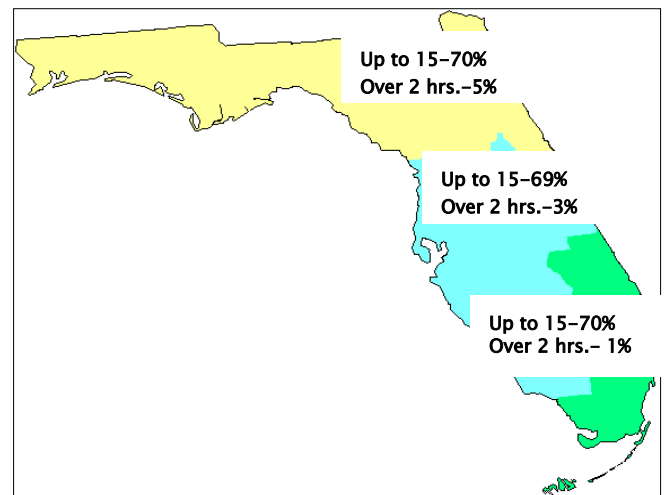 Up to 15-70%
Over 2 hrs.-5%
Up to 15-69%
Over 2 hrs.-3%
Up to 15-70%
Over 2 hrs.- 1%